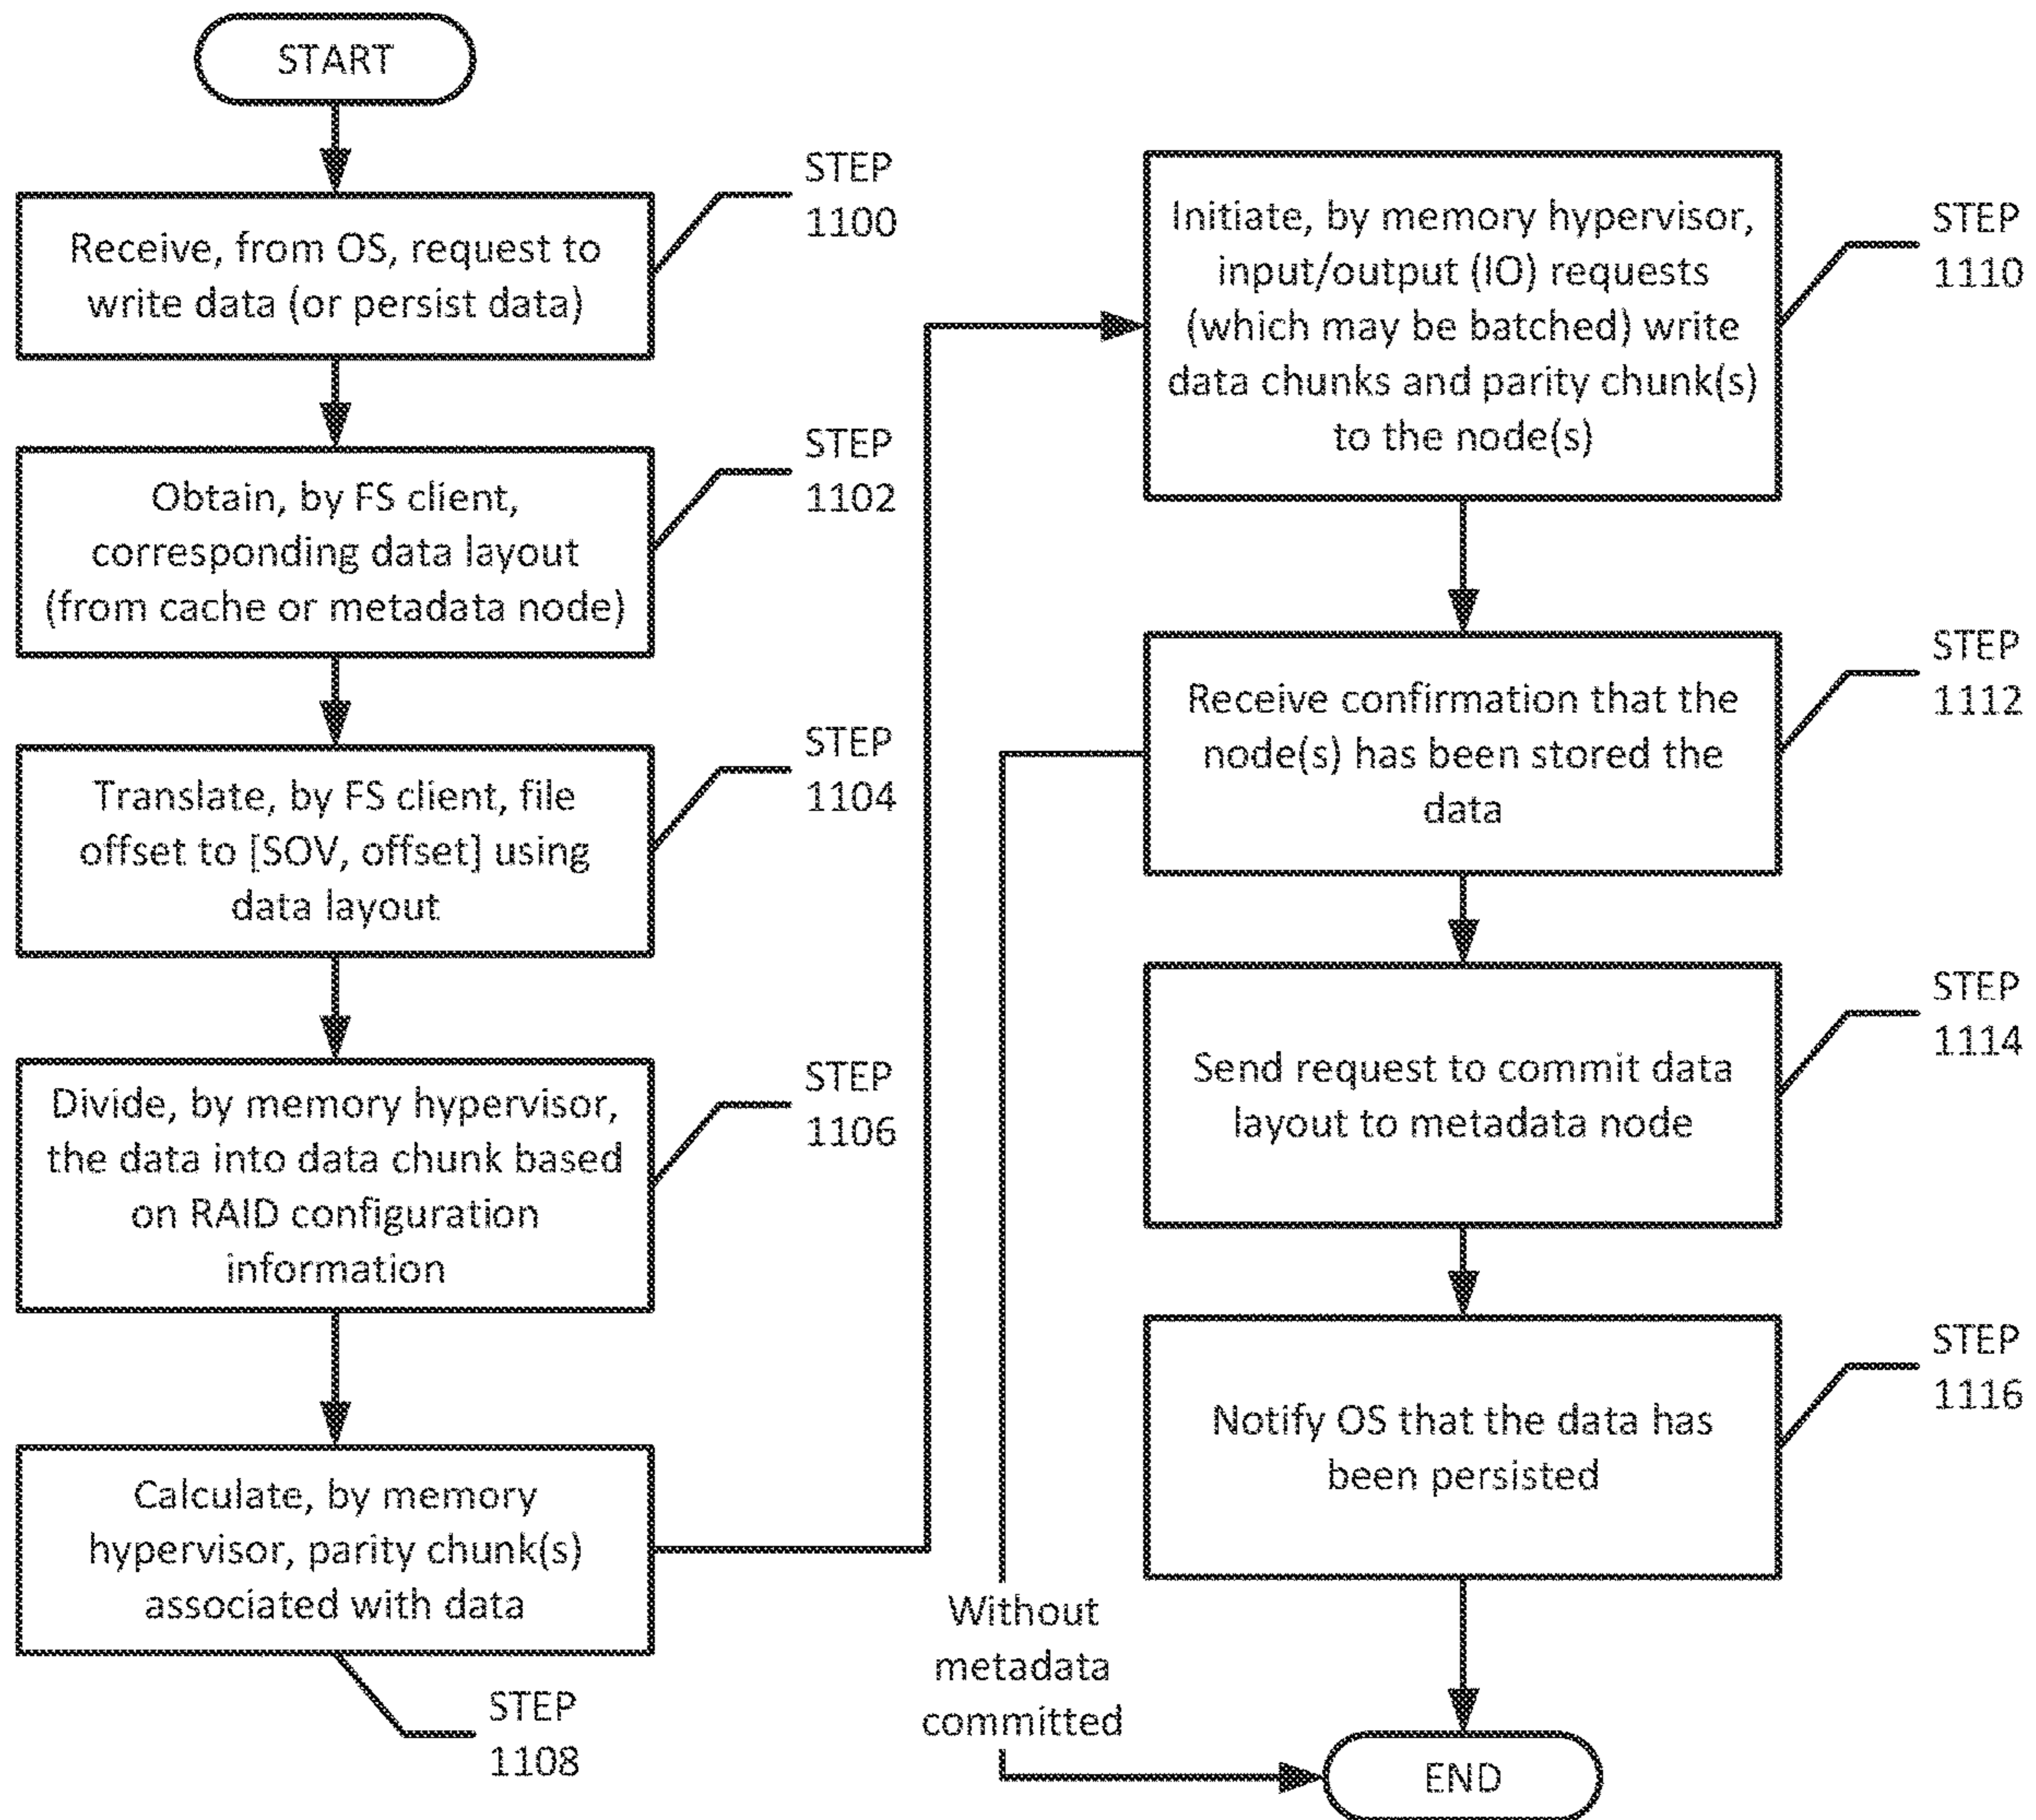 START
Receive, from OS, request to
write data (or persist data)
STEP
1100
Obtain, by FS client,
corresponding data layout
(from cache or metadata node)
STEP
1102
Translate, by FS client, file
offset to [SOV, offset] using
data layout
STEP
1104
Divide, by memory hypervisor,
the data into data chunk based
on RAID configuration
information
STEP
1106
Calculate, by memory
hypervisor, parity chunk(s)
associated with data
STEP
1108
Initiate, by memory hypervisor,
input/output (IO) requests
(which may be batched) write
data chunks and parity chunk(s)
to the node(s)
STEP
1110
Receive confirmation that the
node(s) has been stored the
data
STEP
1112
Send request to commit data
layout to metadata node
STEP
1114
Notify OS that the data has
been persisted
STEP
1116
Without
metadata
committed
END